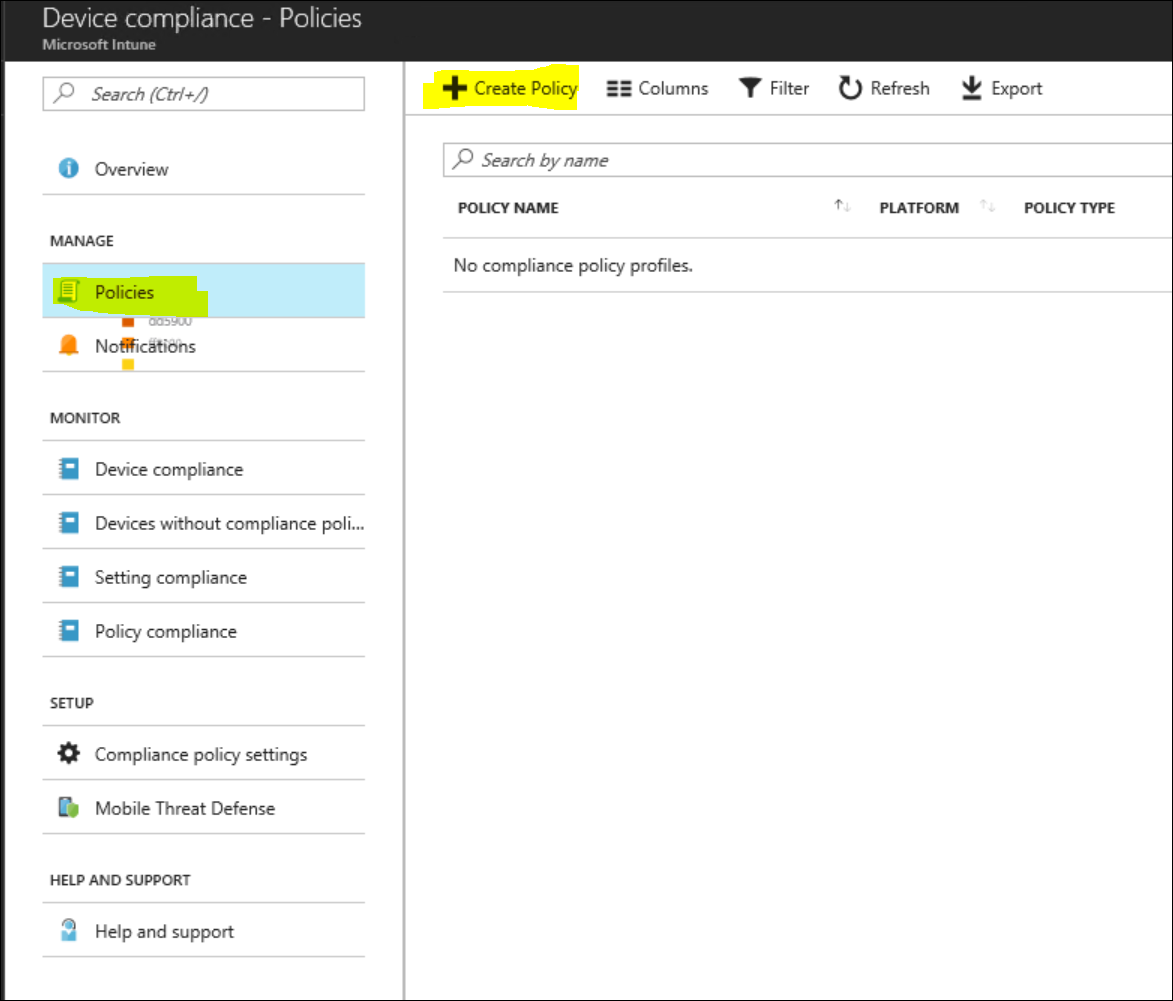 Device compliance - Policies
Microsoft Intune
Search (Ctrl+/)
Overview
MANAGE
Policies
dd5900
Notifications
MONITOR
Device compliance
Devices without compliance poli...
Setting compliance
Policy compliance
SETUP
Compliance policy settings
Mobile Threat Defense
HELP AND SUPPORT
Help and support
Create Policy
Columns
Filter
Refresh
Export
Search by name
POLICY NAME PLATFORM POLICY TYPE
No compliance policy profiles.